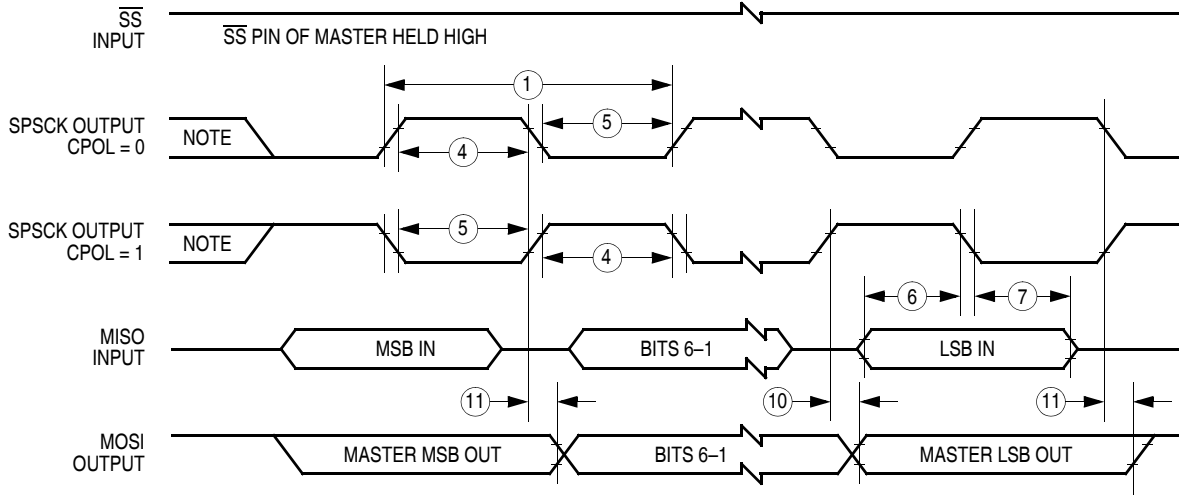 SS
INPUT
SS PIN OF MASTER HELD HIGH
1
SPSCK OUTPUT
CPOL = 0
NOTE
5
4
SPSCK OUTPUT
CPOL = 1
NOTE
5
4
6
7
MISO
INPUT
MSB IN
BITS 6–1
LSB IN
11
10
11
MOSI
OUTPUT
MASTER MSB OUT
BITS 6–1
MASTER LSB OUT